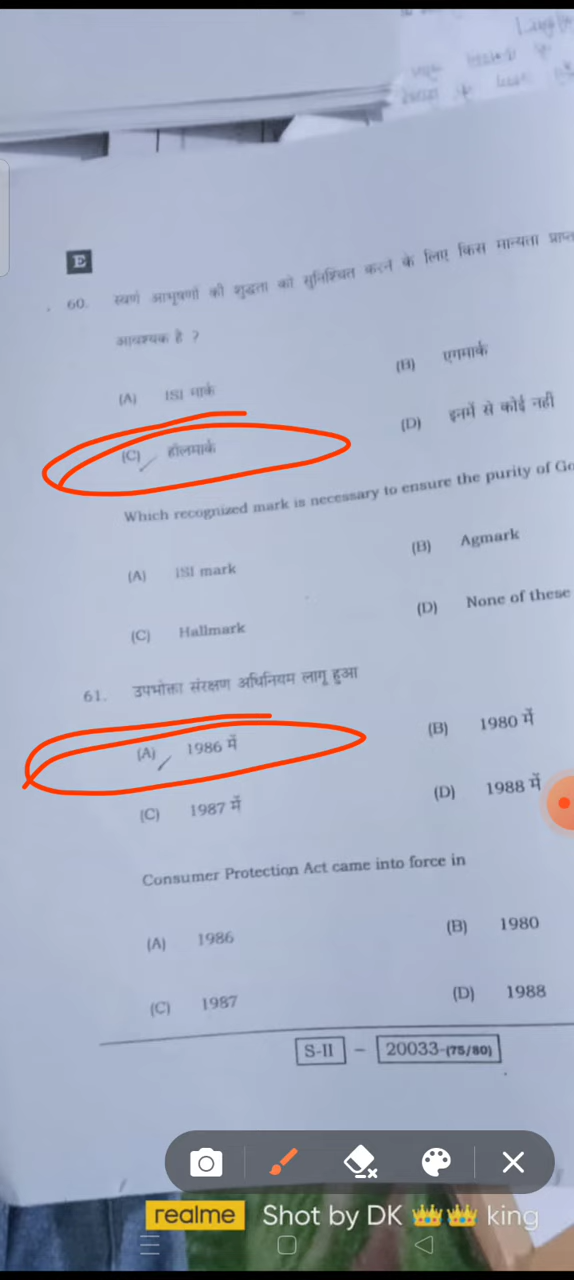 E
60. स्वर्ण आभूषणों की शुद्धता को सुनिश्चित करने के लिए किस मान्यता प्राप्त
आवश्यक है ?
(A) ISI मार्क (B) एगमार्क
(C) हॉलमार्क (D) इनमें से कोई नहीं
Which recognized mark is necessary to ensure the purity of Go
(A) ISI mark (B) Agmark
(C) Hallmark (D) None of these
61. उपभोक्ता संरक्षण अधिनियम लागू हुआ
(A) 1986 में (B) 1980 में
(C) 1987 में (D) 1988 में
Consumer Protection Act came into force in
(A) 1986 (B) 1980
(C) 1987 (D) 1988
S-II – 20033-(75/80)
realme Shot by DK 👑👑 king